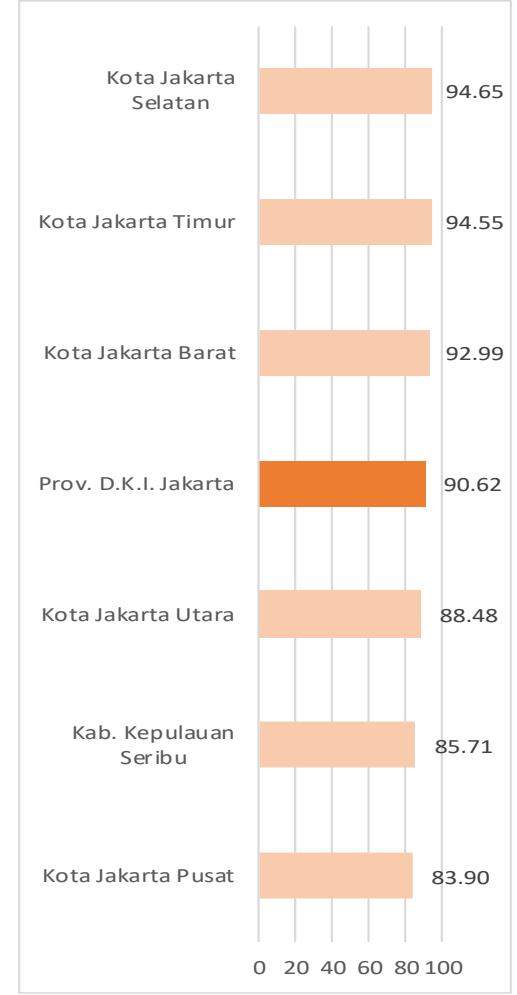 Kota Jakarta
Selatan
94.65
Kota Jakarta Timur
94.55
Kota Jakarta Barat
92.99
Prov. D.K.I. Jakarta
90.62
Kota Jakarta Utara
88.48
Kab. Kepulauan
Seribu
85.71
Kota Jakarta Pusat
83.90
0 20 40 60 80 100